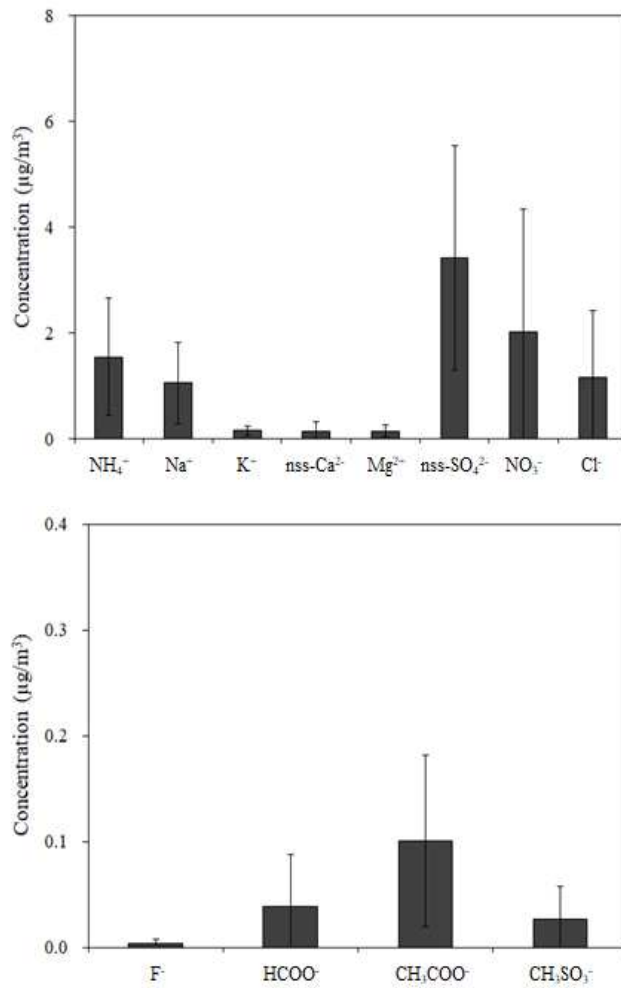 8
6
4
2
0
Concentration (µg/m³)
NH₄⁺ Na⁺ K⁺ nss-Ca²⁻ Mg²⁺ nss-SO₄²⁻ NO₃⁻ Cl⁻
0.4
0.3
0.2
0.1
0.0
Concentration (µg/m³)
F⁻ HCOO⁻ CH₃COO⁻ CH₃SO₃⁻